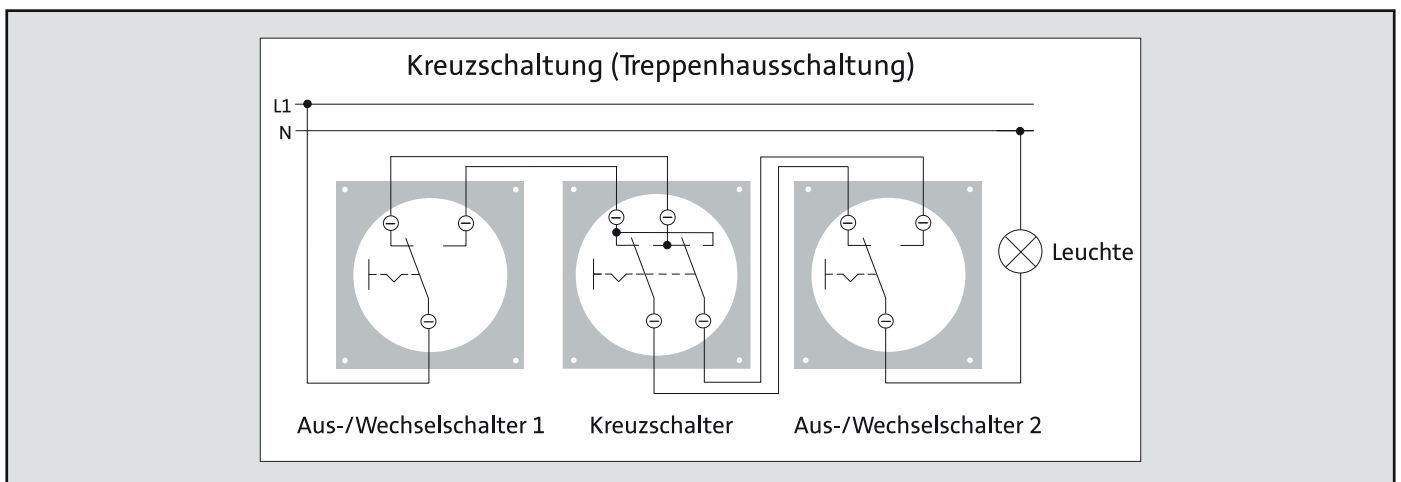 Kreuzschaltung (Treppenhausschaltung)
L1
N
Leuchte
Aus-/Wechselschalter 1
Kreuzschalter
Aus-/Wechselschalter 2